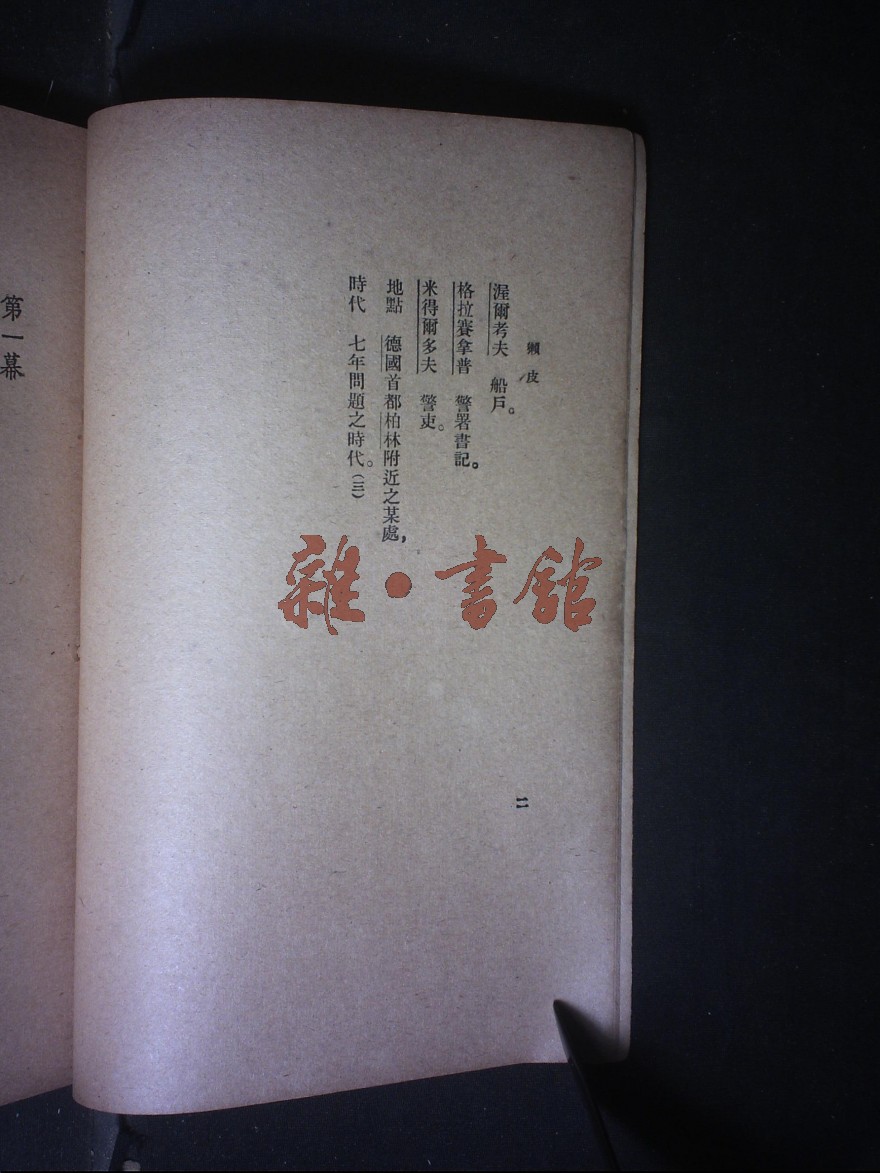 獺皮
渥爾考夫　船戶。
格拉賽拿普　警署書記。
米得爾多夫　警吏。
地點　德國首都柏林附近之某處，
時代　七年問題之時代。（三）
二
第一幕
雜·書館